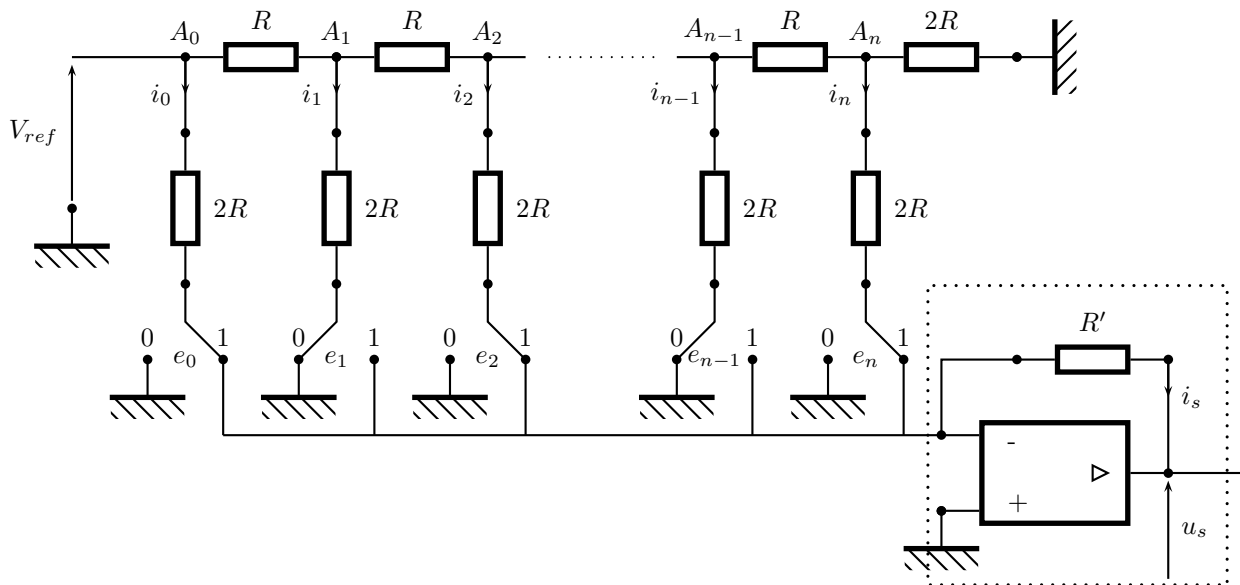 A_0 R A_1 R A_2 A_{n-1} R A_n 2R
i_0 i_1 i_2 i_{n-1} i_n
V_{ref}
2R 2R 2R 2R 2R
0 1 0 1 0 1 0 1 0 1
e_0 e_1 e_2 e_{n-1} e_n
R'
i_s
-
+
u_s